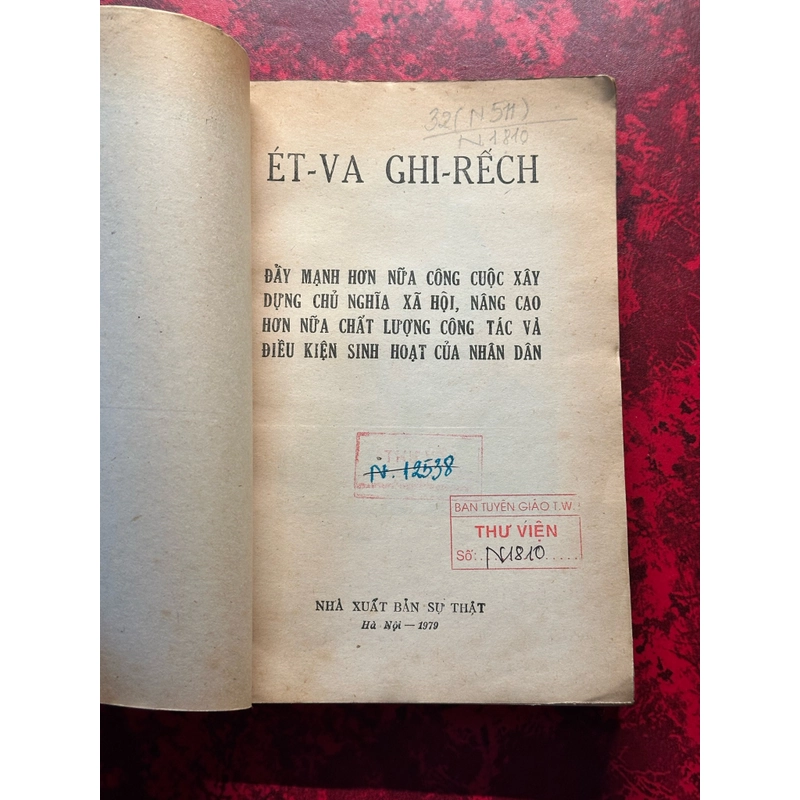 32(N511)
N1810
ÉT-VA GHI-RẾCH
ĐẨY MẠNH HƠN NỮA CÔNG CUỘC XÂY
DỰNG CHỦ NGHĨA XÃ HỘI, NÂNG CAO
HƠN NỮA CHẤT LƯỢNG CÔNG TÁC VÀ
ĐIỀU KIỆN SINH HOẠT CỦA NHÂN DÂN
N. 12538
BAN TUYÊN GIÁO T.W.
THƯ VIỆN
Số: N1810
NHÀ XUẤT BẢN SỰ THẬT
Hà Nội — 1979